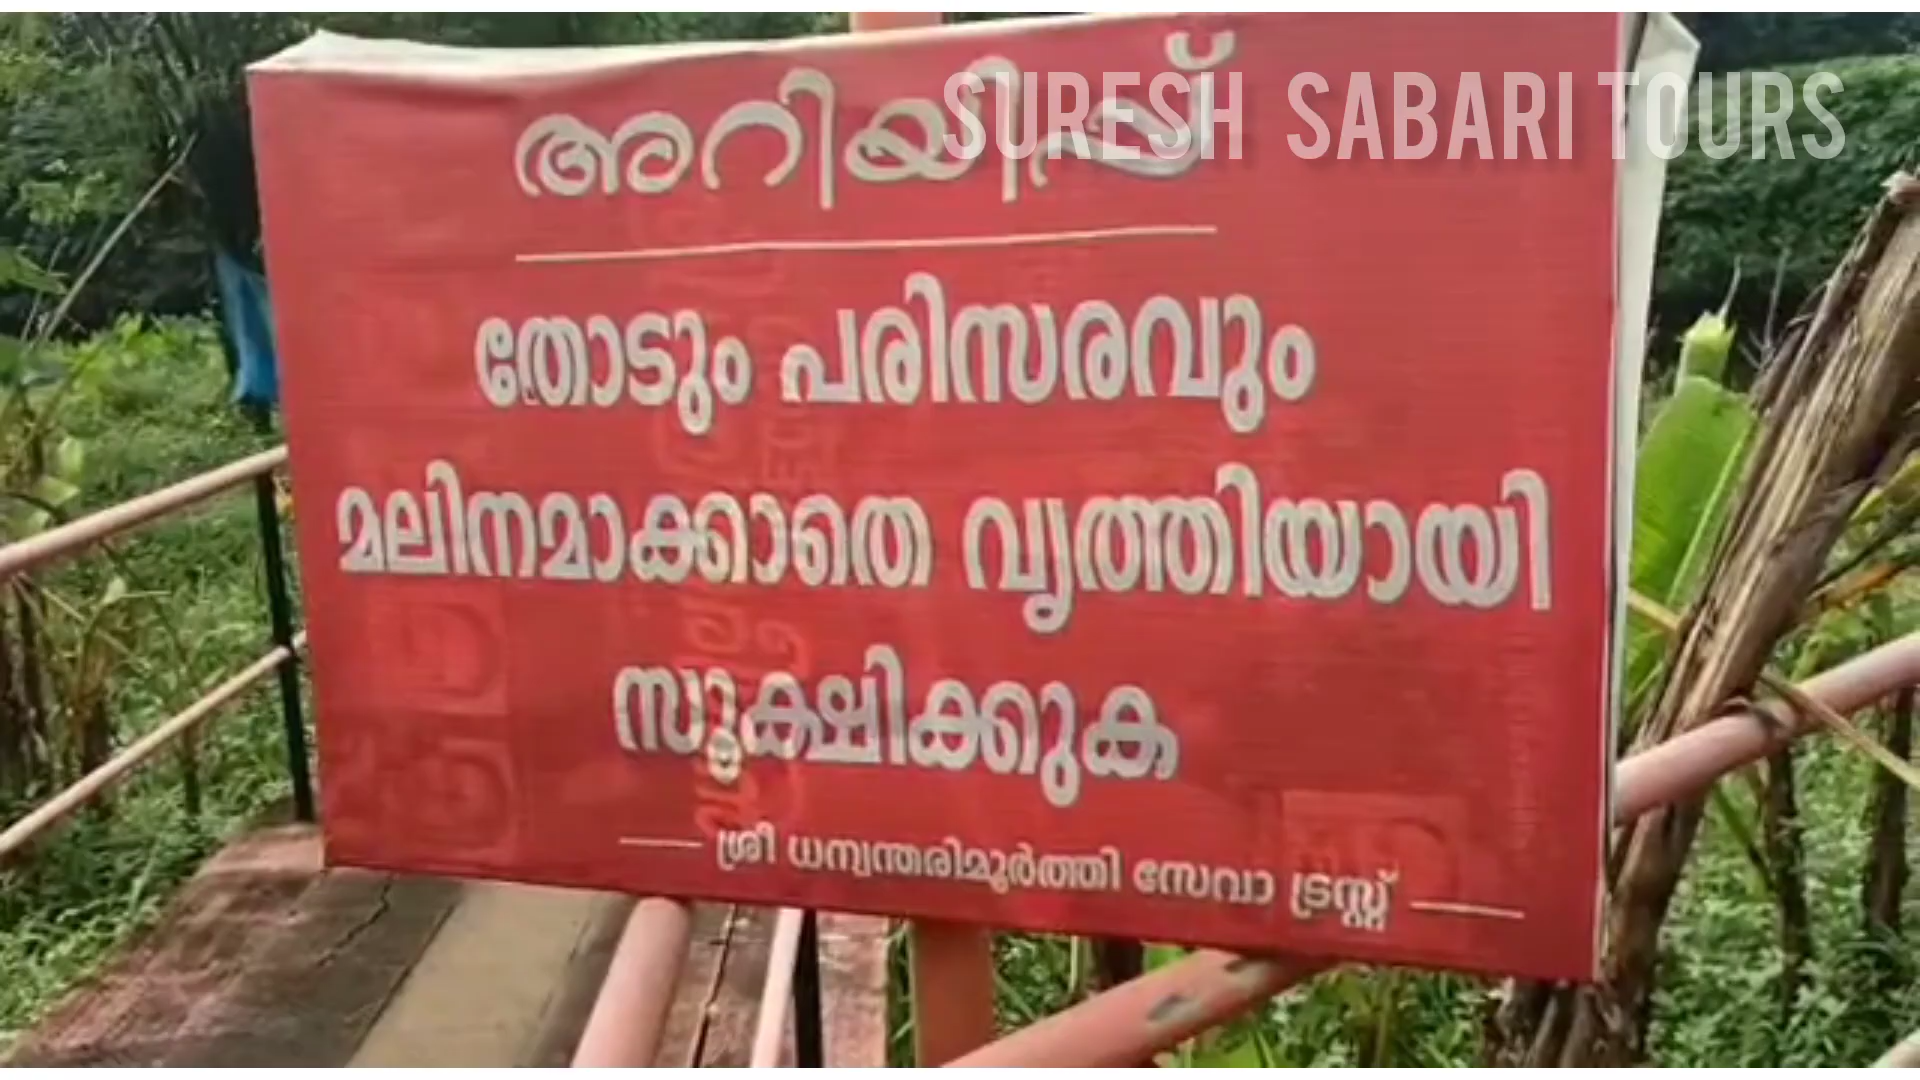 SURESH SABARI TOURS
അറിയിപ്പ്
തോടും പരിസരവും
മലിനമാക്കാതെ വൃത്തിയായി
സൂക്ഷിക്കുക
ശ്രീ ധന്വന്തരിമൂർത്തി സേവാ ട്രസ്റ്റ്